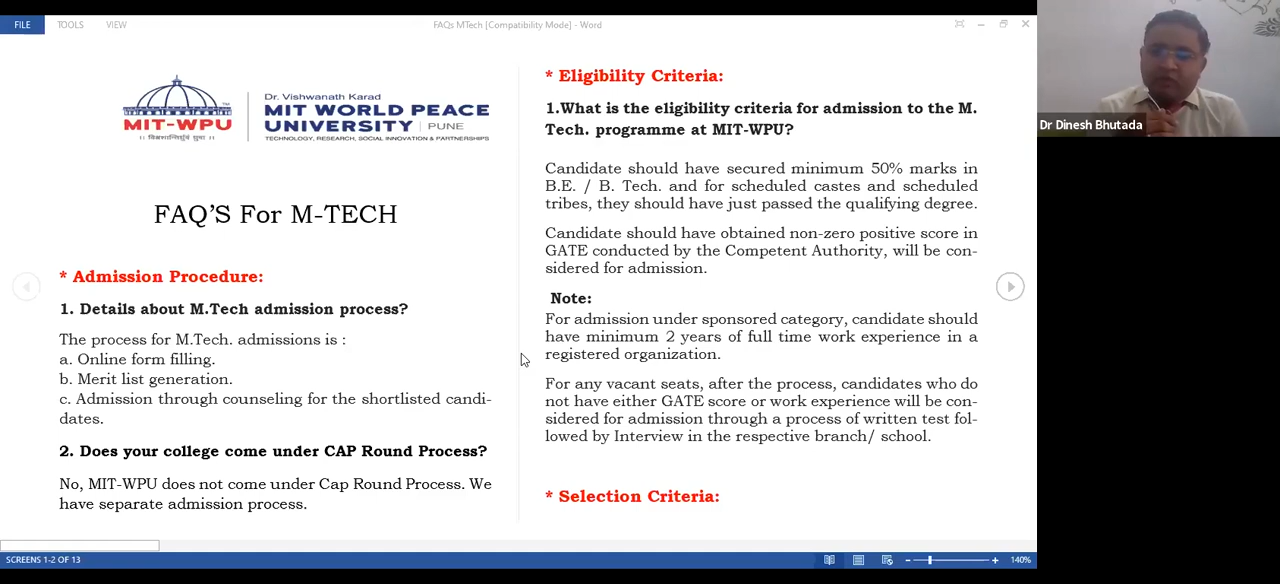 FILE TOOLS VIEW
FAQs MTech [Compatibility Mode] - Word
MIT-WPU
TM
|| विश्वशान्तिर्ध्रुवं ध्रुवा ||
Dr. Vishwanath Karad
MIT WORLD PEACE
UNIVERSITY | PUNE
TECHNOLOGY, RESEARCH, SOCIAL INNOVATION & PARTNERSHIPS
FAQ'S For M-TECH
* Admission Procedure:
1. Details about M.Tech admission process?
The process for M.Tech. admissions is :
a. Online form filling.
b. Merit list generation.
c. Admission through counseling for the shortlisted candi-
dates.
2. Does your college come under CAP Round Process?
No, MIT-WPU does not come under Cap Round Process. We
have separate admission process.
* Eligibility Criteria:
1.What is the eligibility criteria for admission to the M.
Tech. programme at MIT-WPU?
Candidate should have secured minimum 50% marks in
B.E. / B. Tech. and for scheduled castes and scheduled
tribes, they should have just passed the qualifying degree.
Candidate should have obtained non-zero positive score in
GATE conducted by the Competent Authority, will be con-
sidered for admission.
Note:
For admission under sponsored category, candidate should
have minimum 2 years of full time work experience in a
registered organization.
For any vacant seats, after the process, candidates who do
not have either GATE score or work experience will be con-
sidered for admission through a process of written test fol-
lowed by Interview in the respective branch/ school.
* Selection Criteria:
Dr Dinesh Bhutada
SCREENS 1-2 OF 13
140%